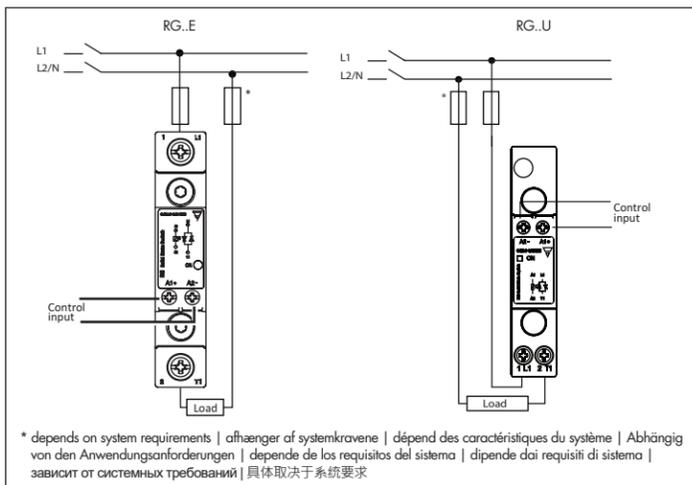 RG..E
RG..U
L1
L2/N
*
1 L1
ON
A1+ A2-
Control
input
2 T1
Load
L1
L2/N
*
Control
input
A2- A1+
ON
1 L1 2 T1
Load
* depends on system requirements | afhænger af systemkravene | dépend des caractéristiques du système | Abhängig
von den Anwendungsanforderungen | depende de los requisitos del sistema | dipende dai requisiti di sistema |
зависит от системных требований | 具体取决于系统要求